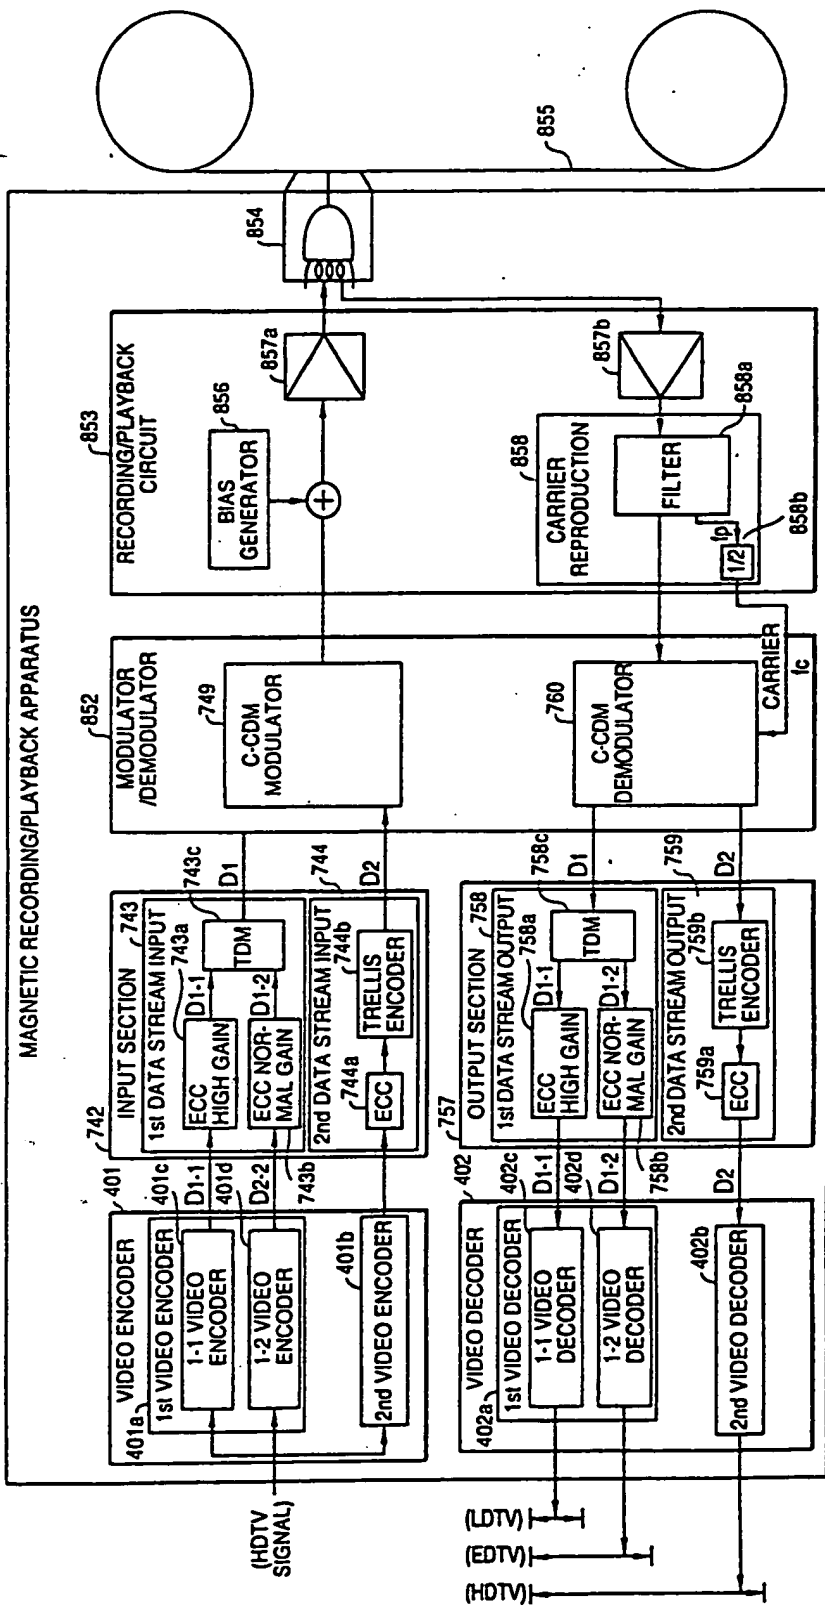 MAGNETIC RECORDING/PLAYBACK APPARATUS
(HDTV
SIGNAL)
VIDEO ENCODER
401
1st VIDEO ENCODER
401a
1-1 VIDEO
ENCODER
401c
1-2 VIDEO
ENCODER
401d
2nd VIDEO ENCODER
401b
D1-1
D2-2
742
INPUT SECTION
743
1st DATA STREAM INPUT
743a
ECC
HIGH GAIN
ECC NOR-
MAL GAIN
743b
D1-1
D1-2
TDM
743c
2nd DATA STREAM INPUT
744
744a
ECC
744b
TRELLIS
ENCODER
D1
D2
852
MODULATOR
/DEMODULATOR
749
C-CDM
MODULATOR
853
RECORDING/PLAYBACK
CIRCUIT
856
BIAS
GENERATOR
+
857a
854
855
857b
858
CARRIER
REPRODUCTION
858a
FILTER
fp
1/2
858b
CARRIER
fc
760
C-CDM
DEMODULATOR
D1
D2
757
OUTPUT SECTION
758
1st DATA STREAM OUTPUT
758c
TDM
758a
D1-1
D1-2
ECC
HIGH GAIN
ECC NOR-
MAL GAIN
758b
2nd DATA STREAM OUTPUT
759
759b
TRELLIS
ENCODER
759a
ECC
D1-1
D1-2
D2
402
VIDEO DECODER
402a
1st VIDEO DECODER
402c
1-1 VIDEO
DECODER
402d
1-2 VIDEO
DECODER
402b
2nd VIDEO DECODER
(LDTV)
(EDTV)
(HDTV)